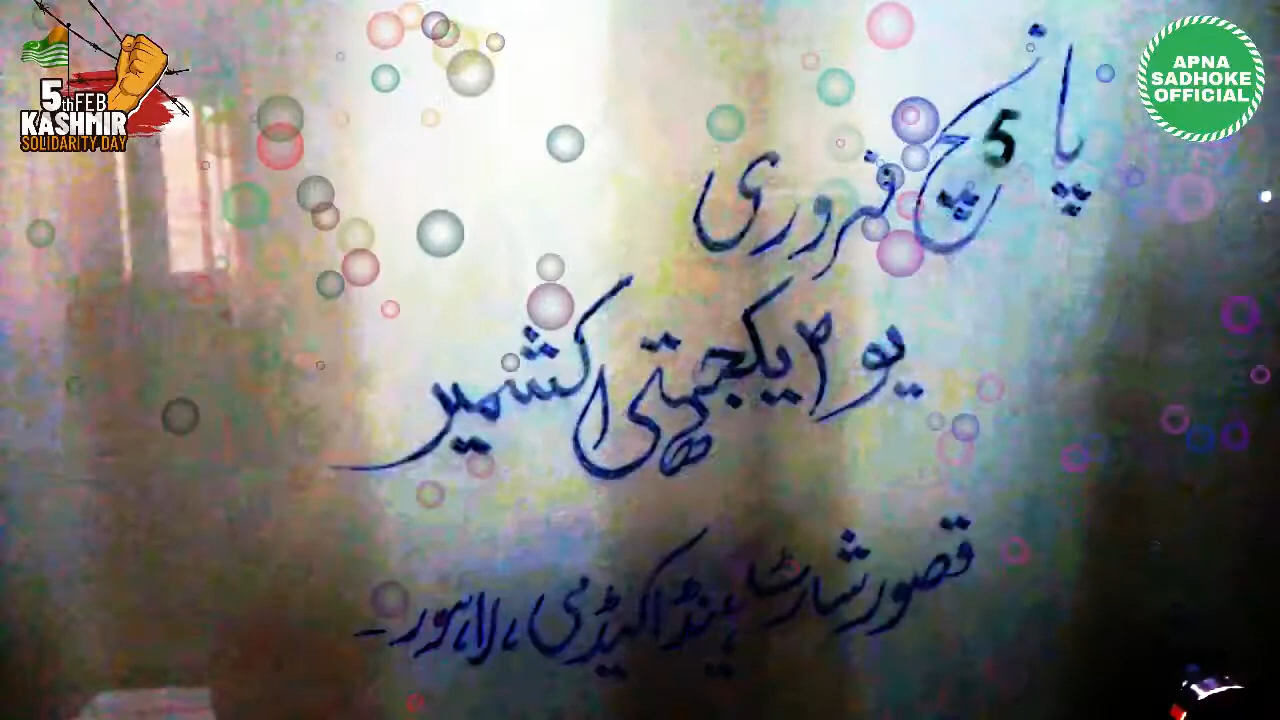 5th FEB
KASHMIR
SOLIDARITY DAY
APNA
SADHOKE
OFFICIAL
پانچ 5 فروری
یوم یکجہتی کشمیر
قصور شارٹ ہینڈ اکیڈمی، لاہور۔